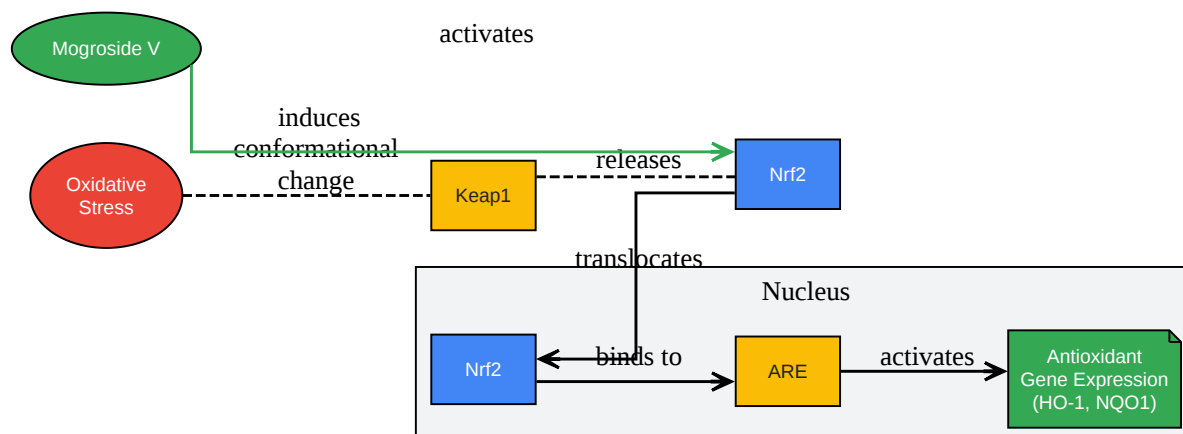 activates
Mogroside V
induces
conformational
change
releases
Nrf2
Oxidative
Stress
Keap1
translocates
Nucleus
Nrf2
binds to
ARE
activates
Antioxidant
Gene Expression
(HO-1, NQO1)